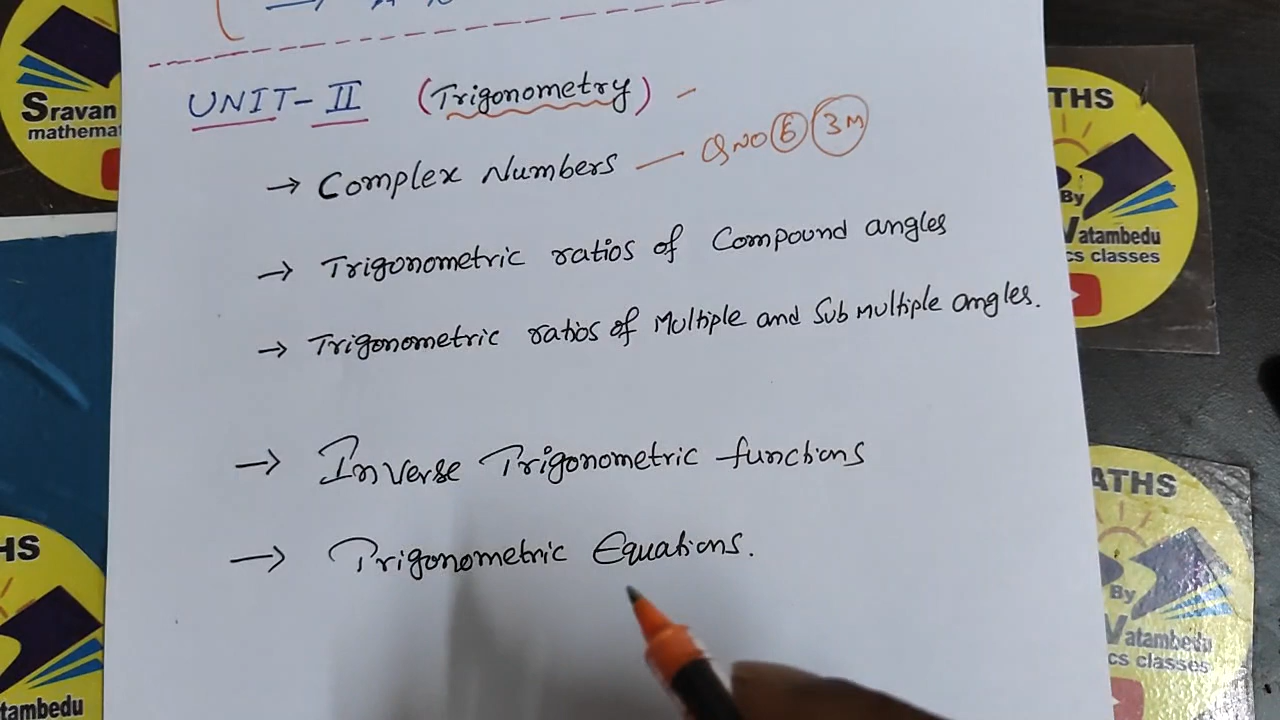 UNIT-II (Trigonometry) -
→ Complex Numbers — QNO 6 3M
→ Trigonometric ratios of Compound angles
→ Trigonometric ratios of Multiple and Sub multiple angles.
→ Inverse Trigonometric functions
→ Trigonometric Equations.
Sravan
mathemat
THS
By
Vatambedu
cs classes
ATHS
By
Vatambedu
cs classes
HS
tambedu